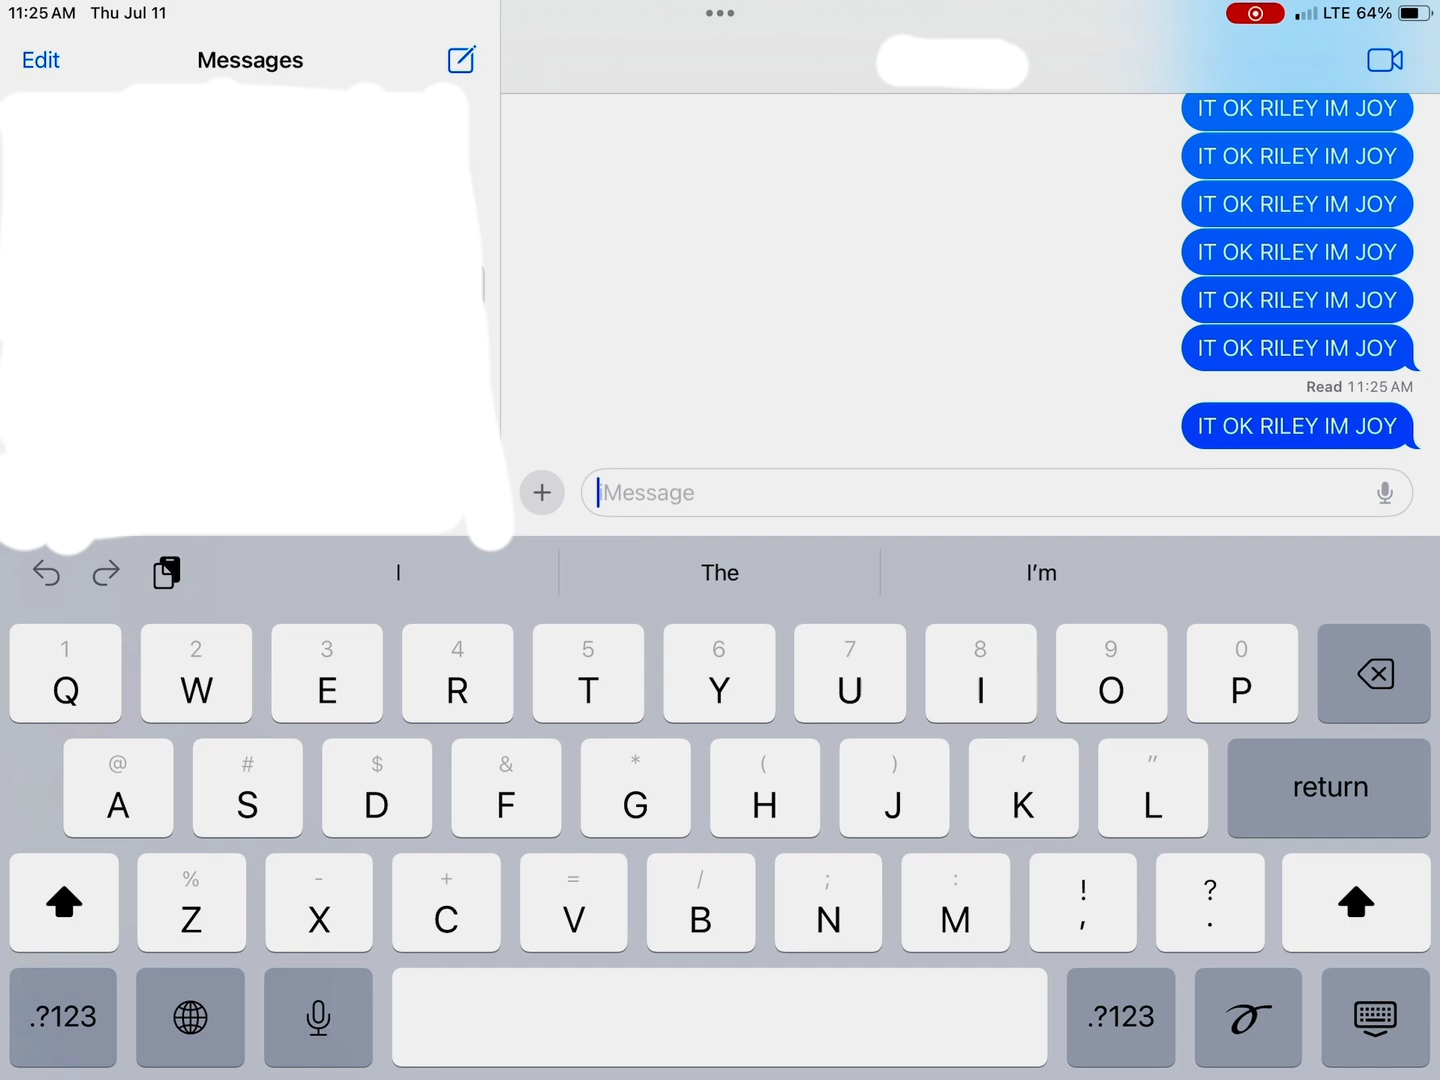 11:25 AM Thu Jul 11
LTE 64%
Edit
Messages
IT OK RILEY IM JOY
IT OK RILEY IM JOY
IT OK RILEY IM JOY
IT OK RILEY IM JOY
IT OK RILEY IM JOY
IT OK RILEY IM JOY
Read 11:25 AM
IT OK RILEY IM JOY
iMessage
I The I'm
1 2 3 4 5 6 7 8 9 0
Q W E R T Y U I O P
@ # $ & * ( ) ' "
A S D F G H J K L return
% - + = / ; : ! ?
Z X C V B N M , .
.?123 .?123